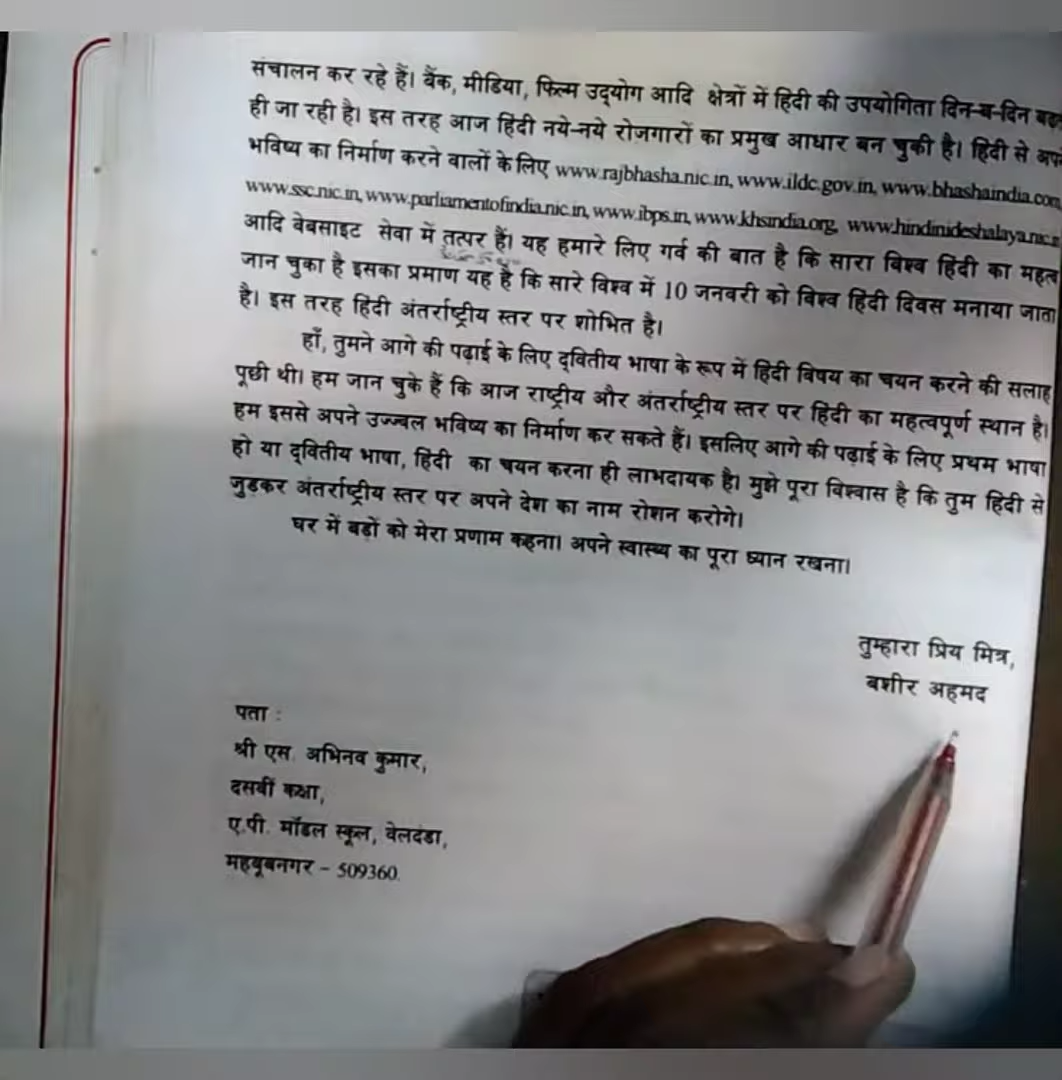 संचालन कर रहे हैं। बैंक, मीडिया, फिल्म उद्योग आदि क्षेत्रों में हिंदी की उपयोगिता दिन-ब-दिन
ही जा रही है। इस तरह आज हिंदी नये-नये रोज़गारों का प्रमुख आधार बन चुकी है। हिंदी से
भविष्य का निर्माण करने वालों के लिए www.rajbhasha.nic.in, www.ildc.gov.in, www.bhashaindia.com,
www.ssc.nic.in, www.parliamentofindia.nic.in, www.ibps.in, www.khsindia.org, www.hindinideshalaya.nic.
आदि बेबसाइट सेवा में तत्पर हैं। यह हमारे लिए गर्व की बात है कि सारा विश्व हिंदी का महत्व
जान चुका है इसका प्रमाण यह है कि सारे विश्व में 10 जनवरी को विश्व हिंदी दिवस मनाया जाता
है। इस तरह हिंदी अंतर्राष्ट्रीय स्तर पर शोभित है।
हाँ, तुमने आगे की पढ़ाई के लिए द्वितीय भाषा के रूप में हिंदी विषय का चयन करने की सलाह
पूछी थी। हम जान चुके हैं कि आज राष्ट्रीय और अंतर्राष्ट्रीय स्तर पर हिंदी का महत्वपूर्ण स्थान है।
हम इससे अपने उज्ज्वल भविष्य का निर्माण कर सकते हैं। इसलिए आगे की पढ़ाई के लिए प्रथम भाषा
हो या द्वितीय भाषा, हिंदी का चयन करना ही लाभदायक है। मुझे पूरा विश्वास है कि तुम हिंदी से
जुड़कर अंतर्राष्ट्रीय स्तर पर अपने देश का नाम रोशन करोगे।
घर में बड़ों को मेरा प्रणाम कहना। अपने स्वास्थ्य का पूरा ध्यान रखना।
तुम्हारा प्रिय मित्र,
बशीर अहमद
पता :
श्री एस. अभिनव कुमार,
दसवीं कक्षा,
ए.पी. मॉडल स्कूल, वेलदंडा,
महबूबनगर – 509360.